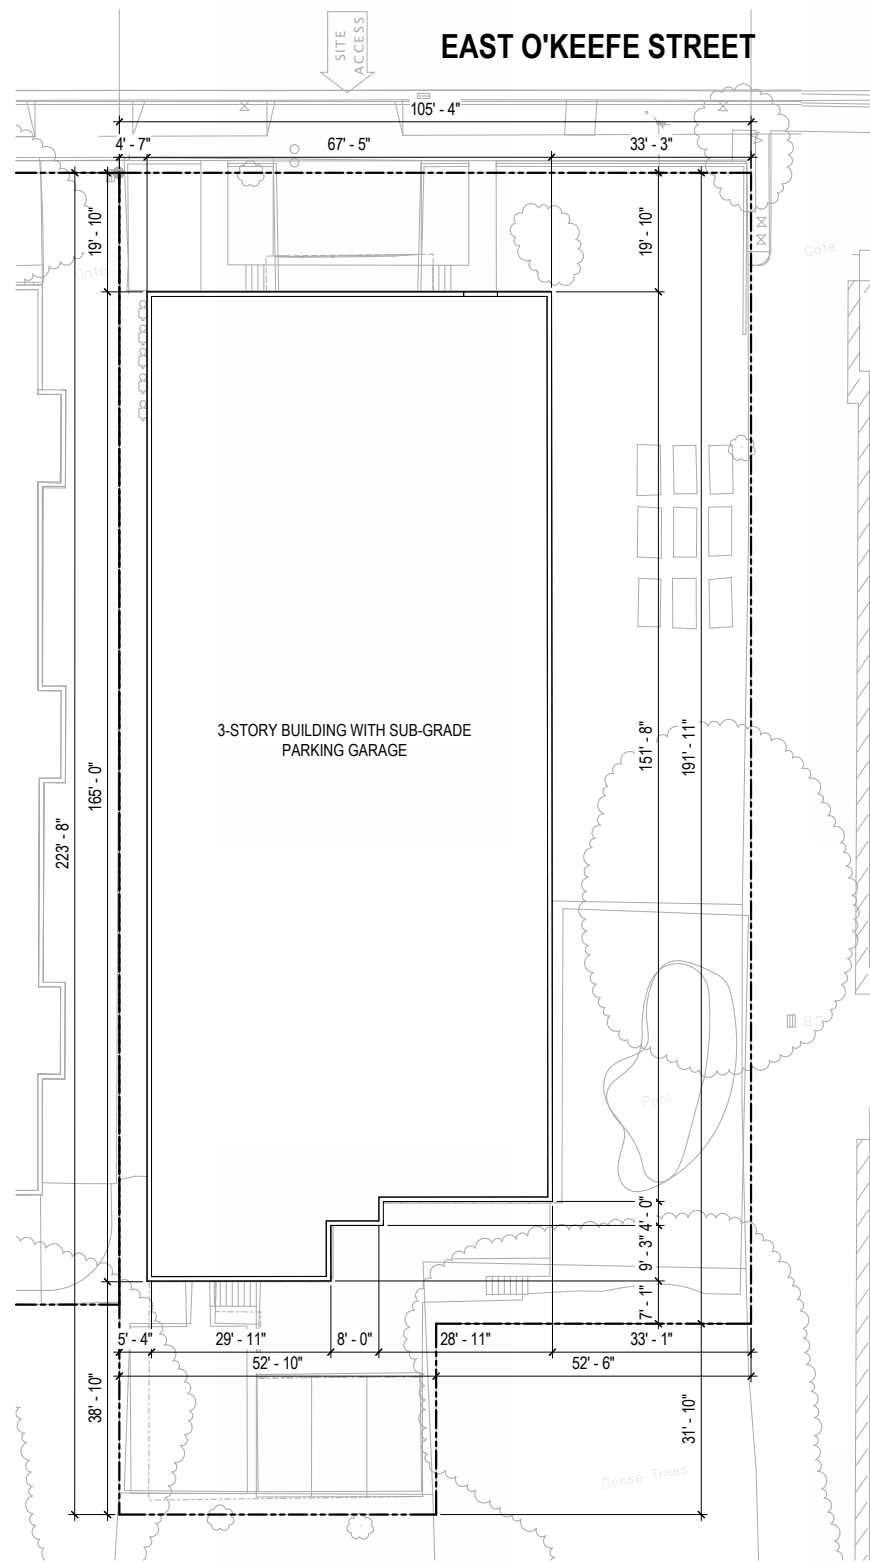 SITE
ACCESS
EAST O'KEEFE STREET
105' - 4"
4' - 7"
67' - 5"
33' - 3"
19' - 10"
19' - 10"
Gate
Gate
3-STORY BUILDING WITH SUB-GRADE
PARKING GARAGE
165' - 0"
223' - 8"
151' - 8"
191' - 11"
CB
Pool
4' - 0"
9' - 3"
7' - 1"
5' - 4"
29' - 11"
8' - 0"
28' - 11"
33' - 1"
52' - 10"
52' - 6"
38' - 10"
31' - 10"
Dense Trees